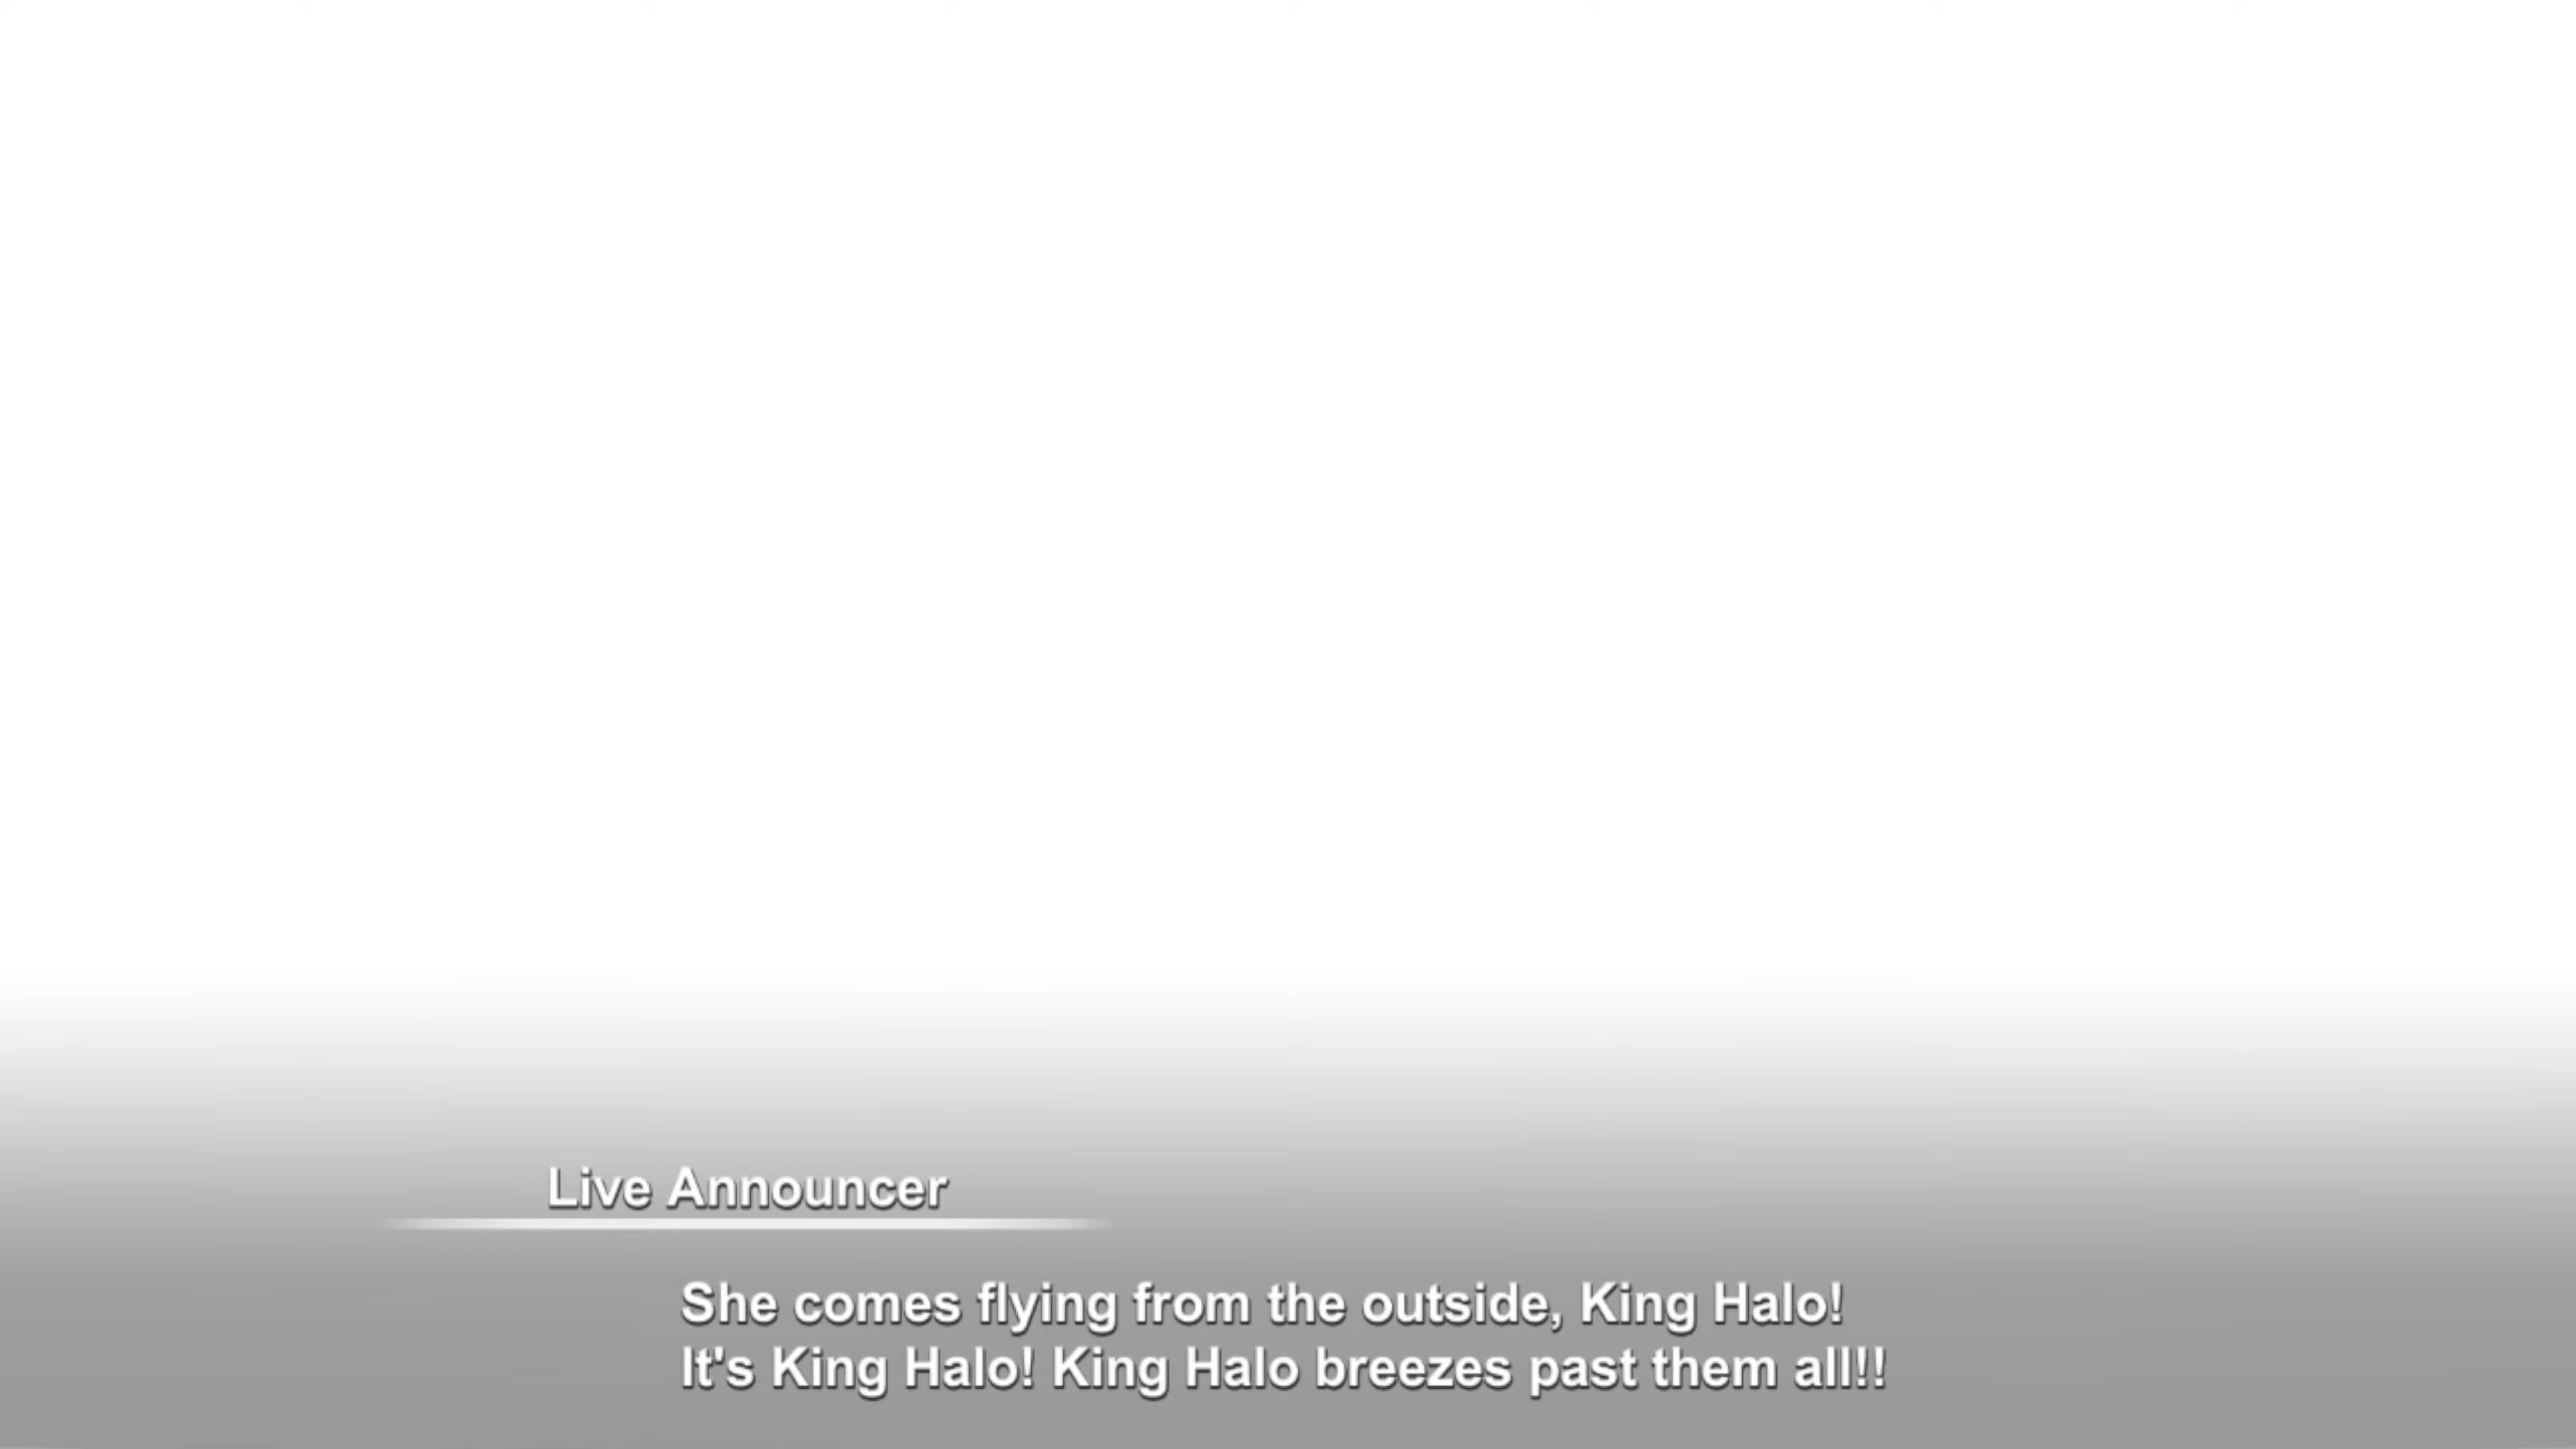 Live Announcer
She comes flying from the outside, King Halo!
It's King Halo! King Halo breezes past them all!!